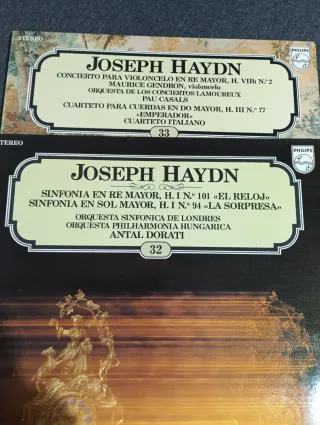 STEREO
PHILIPS
JOSEPH HAYDN
CONCIERTO PARA VIOLONCELO EN RE MAYOR, H. VIIb N.º 2
MAURICE GENDRON, violoncelo
ORQUESTA DE LOS CONCIERTOS LAMOUREUX
PAU CASALS
CUARTETO PARA CUERDAS EN DO MAYOR, H. III N.º 77
«EMPERADOR»
CUARTETO ITALIANO
33
STEREO
PHILIPS
JOSEPH HAYDN
SINFONIA EN RE MAYOR, H. I N.º 101 «EL RELOJ»
SINFONIA EN SOL MAYOR, H. I N.º 94 «LA SORPRESA»
ORQUESTA SINFONICA DE LONDRES
ORQUESTA PHILHARMONIA HUNGARICA
ANTAL DORATI
32